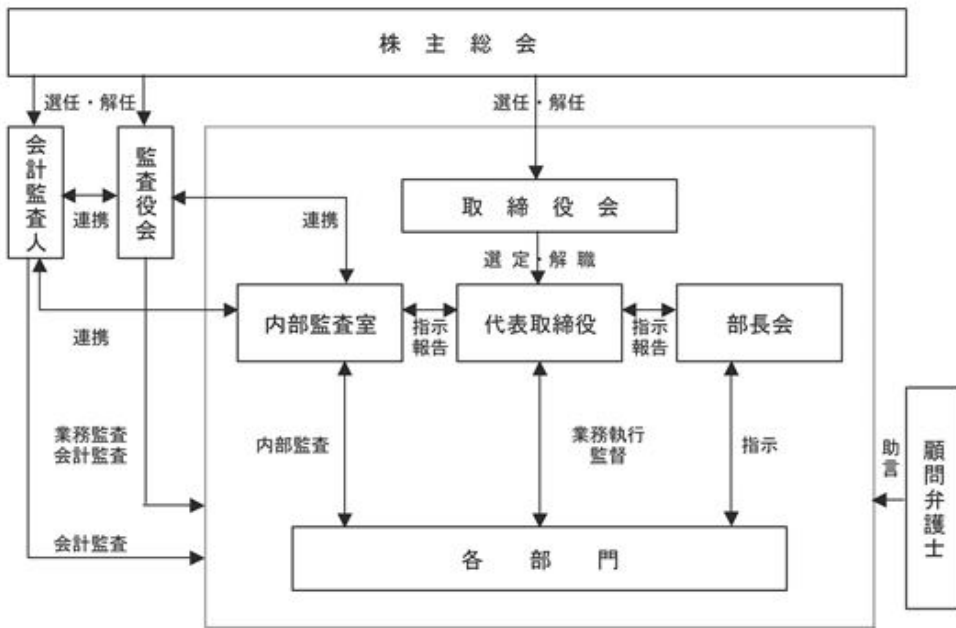 株主総会
選任・解任
選任・解任
会計監査人
監査役会
連携
連携
取締役会
選定・解職
内部監査室
指示
報告
代表取締役
指示
報告
部長会
連携
業務監査
会計監査
内部監査
業務執行
監督
指示
助言
顧問弁護士
会計監査
各部門